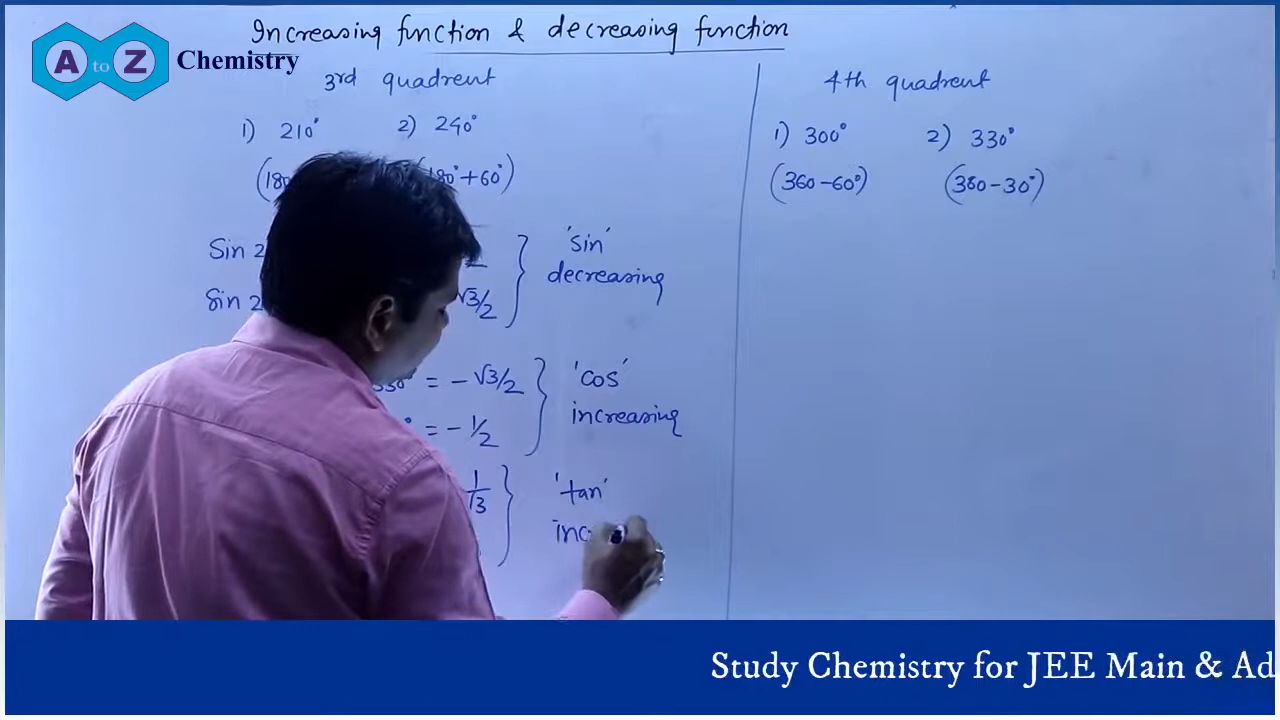 Increasing function & decreasing function
A to Z Chemistry
3rd quadrent
1) 210° 2) 240°
(180 180°+60°)
Sin 2
Sin 2 √3/2
'sin'
decreasing
330° = -√3/2
° = -1/2
'cos'
increasing
1/√3
'tan'
inc
4th quadrent
1) 300° 2) 330°
(360-60°) (360-30°)
Study Chemistry for JEE Main & Ad